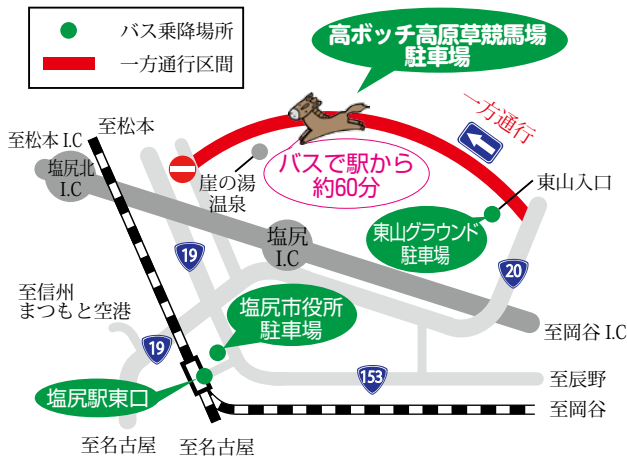 バス乗降場所
一方通行区間
高ボッチ高原草競馬場
駐車場
一方通行
至松本
至松本 I.C
塩尻北
I.C
崖の湯
温泉
バスで駅から
約60分
東山入口
塩尻
I.C
東山グラウンド
駐車場
19
20
至信州
まつもと空港
塩尻市役所
駐車場
19
至岡谷 I.C
塩尻駅東口
153
至辰野
至岡谷
至名古屋
至名古屋